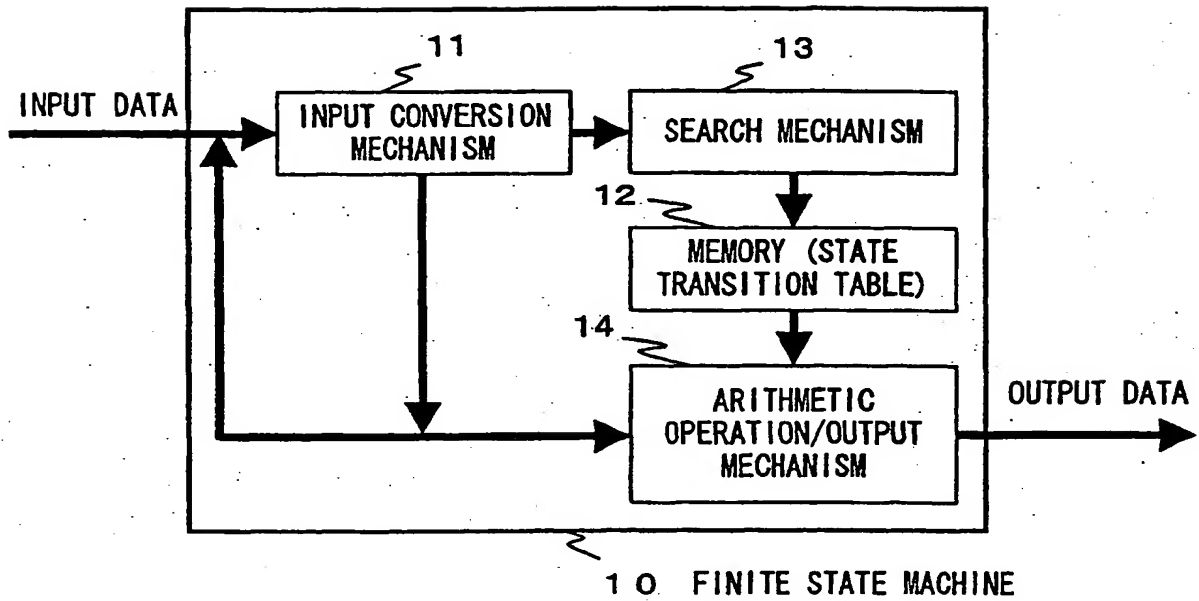 11
13
INPUT DATA
INPUT CONVERSION
MECHANISM
SEARCH MECHANISM
12
MEMORY (STATE
TRANSITION TABLE)
14
ARITHMETIC
OPERATION/OUTPUT
MECHANISM
OUTPUT DATA
10 FINITE STATE MACHINE